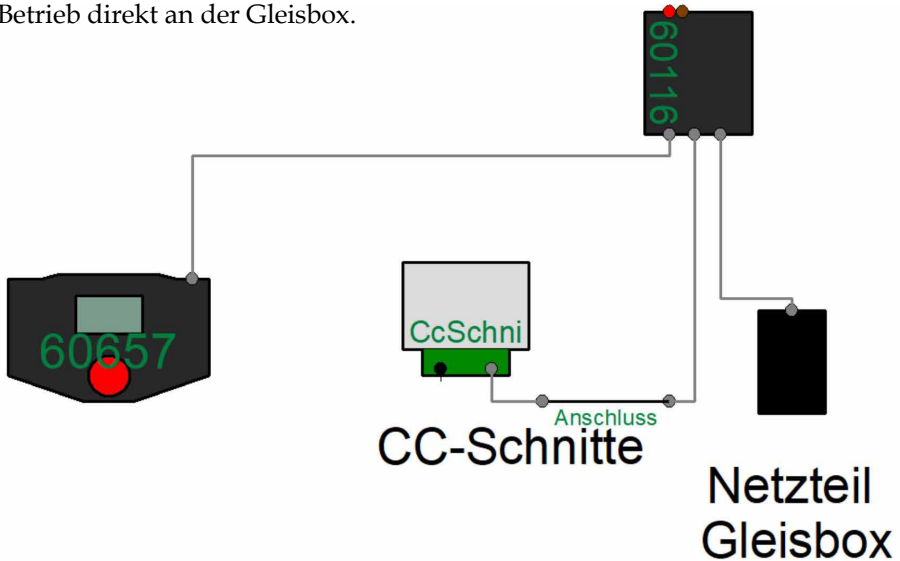 Betrieb direkt an der Gleisbox.
60116
60657
CcSchni
Anschluss
CC-Schnitte
Netzteil
Gleisbox